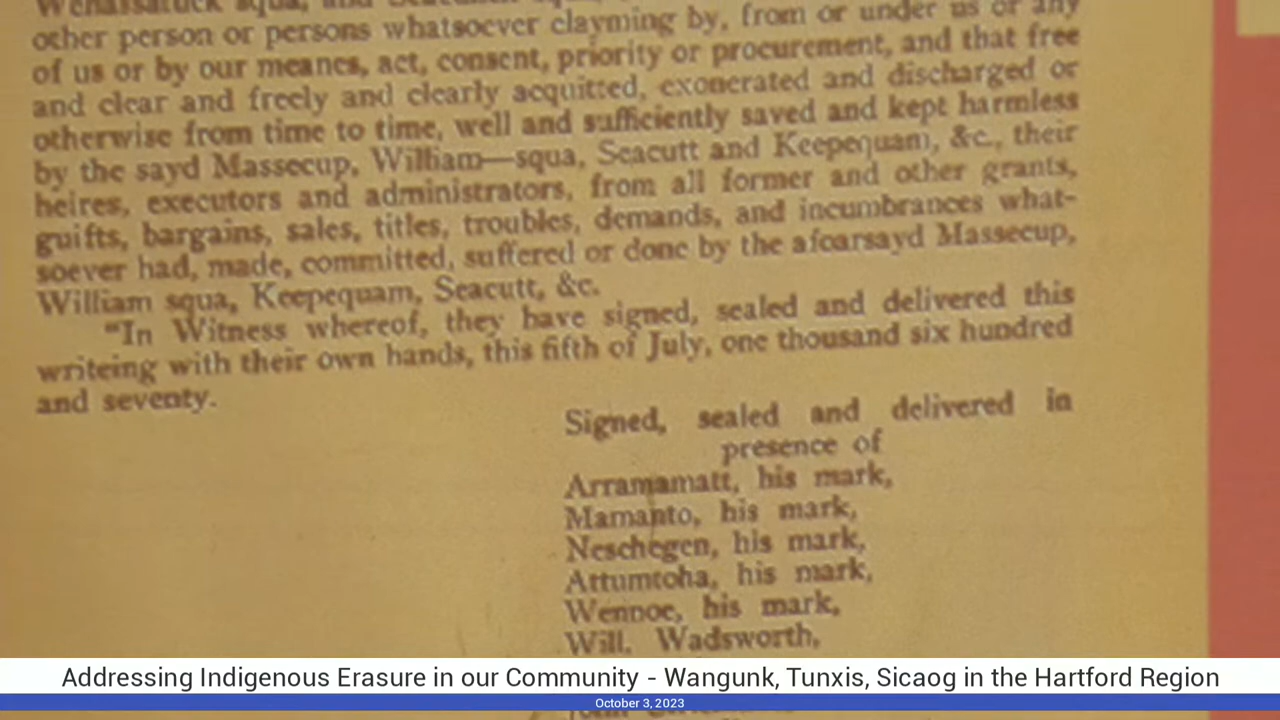 squa, and
other person or persons whatsoever clayming by, from or under us or any
of us or by our meanes, act, consent, priority or procurement, and that free
and clear and freely and clearly acquitted, exonerated and discharged or
otherwise from time to time, well and sufficiently saved and kept harmless
by the sayd Massecup, William—squa, Seacutt and Keepequam, &c., their
heires, executors and administrators, from all former and other grants,
guifts, bargains, sales, titles, troubles, demands, and incumbrances what-
soever had, made, committed, suffered or done by the afoarsayd Massecup,
William squa, Keepequam, Seacutt, &c.
"In Witness whereof, they have signed, sealed and delivered this
writeing with their own hands, this fifth of July, one thousand six hundred
and seventy.
Signed, sealed and delivered in
presence of
Arramamatt, his mark,
Mamanto, his mark,
Neschegen, his mark,
Attumtoha, his mark,
Wennoe, his mark,
Will. Wadsworth,
Addressing Indigenous Erasure in our Community - Wangunk, Tunxis, Sicaog in the Hartford Region
October 3, 2023